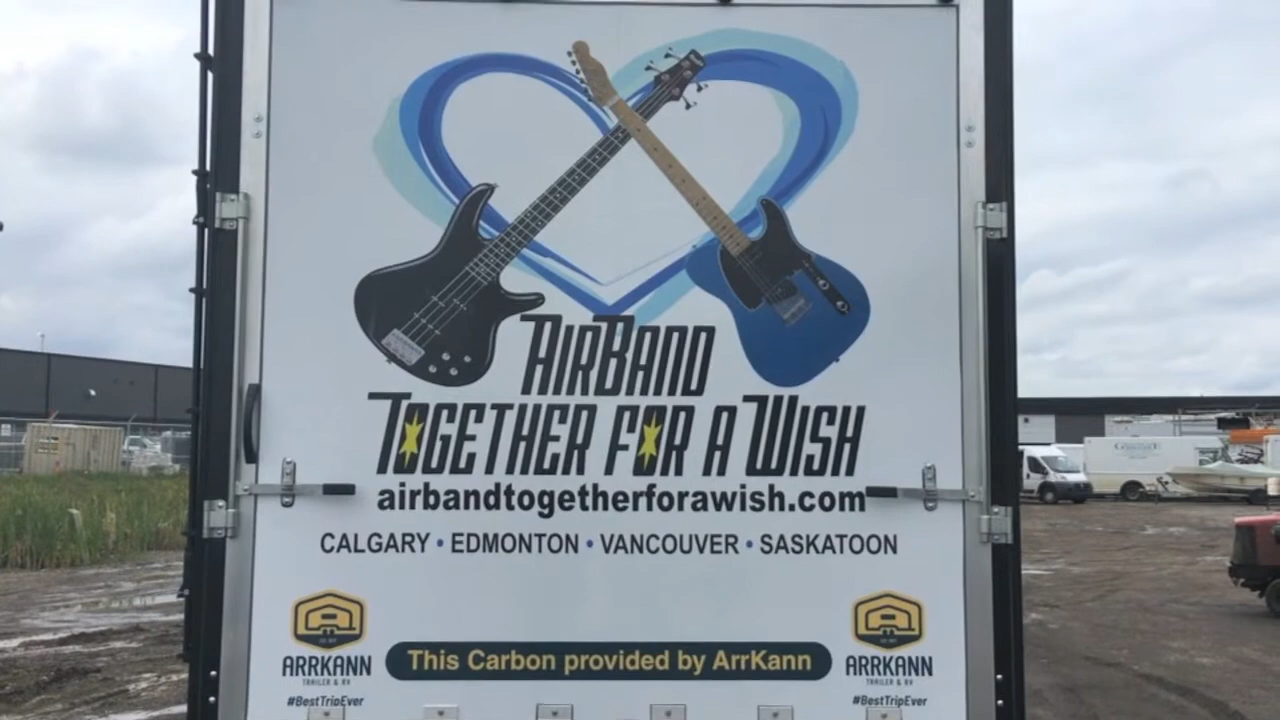 AIRBAND
TOGETHER FOR A WISH
airbandtogetherforawish.com
CALGARY • EDMONTON • VANCOUVER • SASKATOON
ARRKANN
TRAILER & RV
#BestTripEver
This Carbon provided by ArrKann
ARRKANN
TRAILER & RV
#BestTripEver